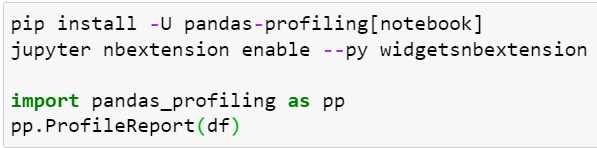 pip install -U pandas-profiling[notebook]
jupyter nbextension enable --py widgetsnbextension
import pandas_profiling as pp
pp.ProfileReport(df)